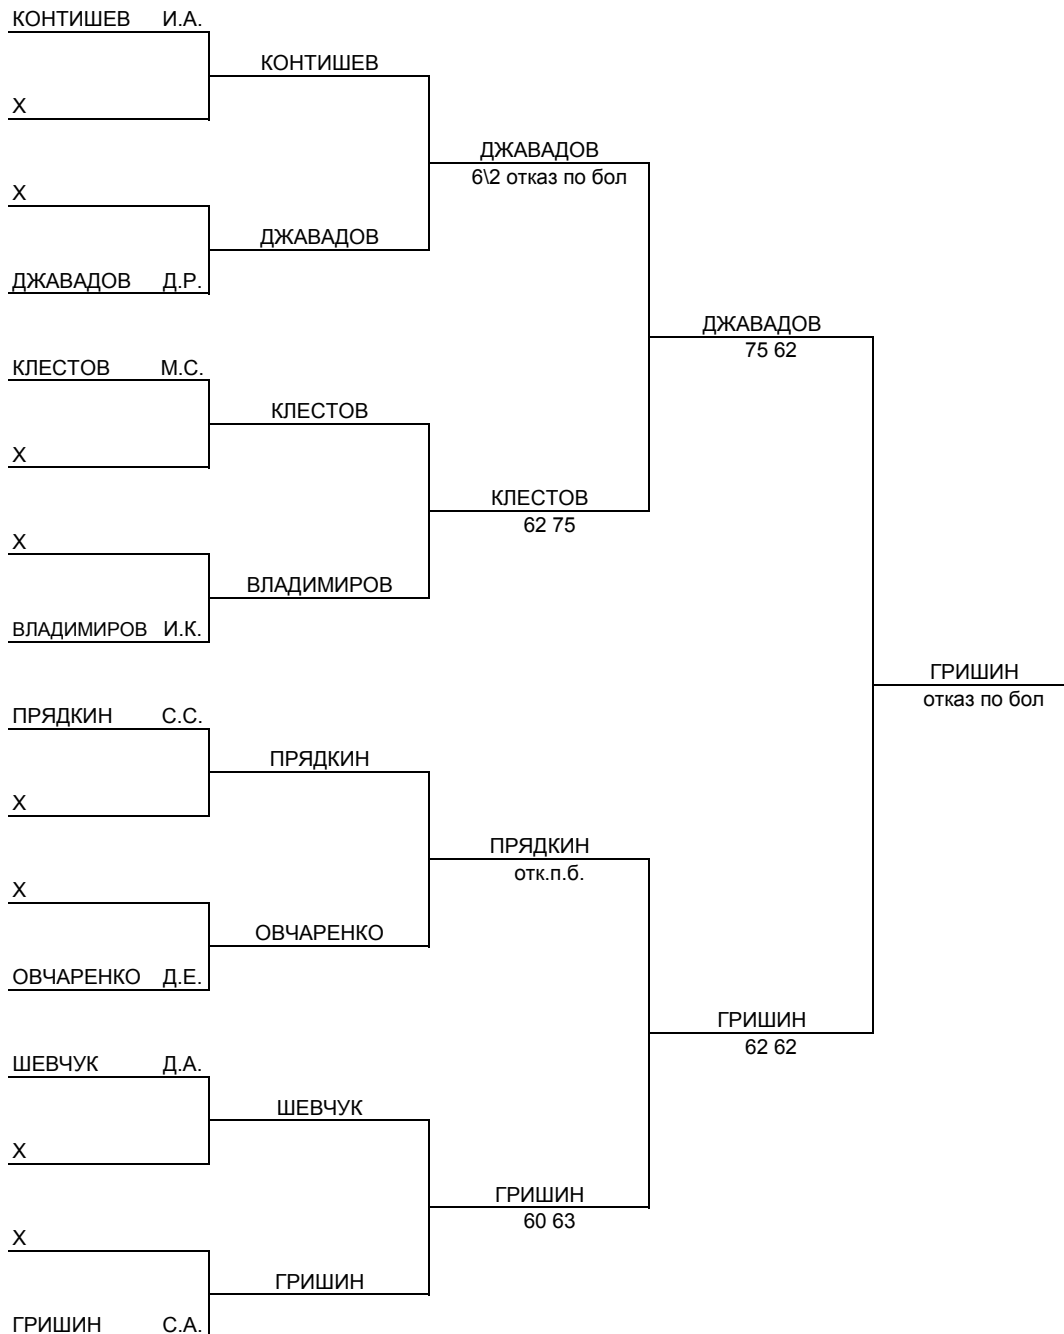 КОНТИШЕВ И.А.
КОНТИШЕВ
X
ДЖАВАДОВ
6\2 отказ по бол
X
ДЖАВАДОВ
ДЖАВАДОВ Д.Р.
ДЖАВАДОВ
75 62
КЛЕСТОВ М.С.
КЛЕСТОВ
X
КЛЕСТОВ
62 75
X
ВЛАДИМИРОВ
ВЛАДИМИРОВ И.К.
ГРИШИН
отказ по бол
ПРЯДКИН С.С.
ПРЯДКИН
X
ПРЯДКИН
отк.п.б.
X
ОВЧАРЕНКО
ОВЧАРЕНКО Д.Е.
ГРИШИН
62 62
ШЕВЧУК Д.А.
ШЕВЧУК
X
ГРИШИН
60 63
X
ГРИШИН
ГРИШИН С.А.